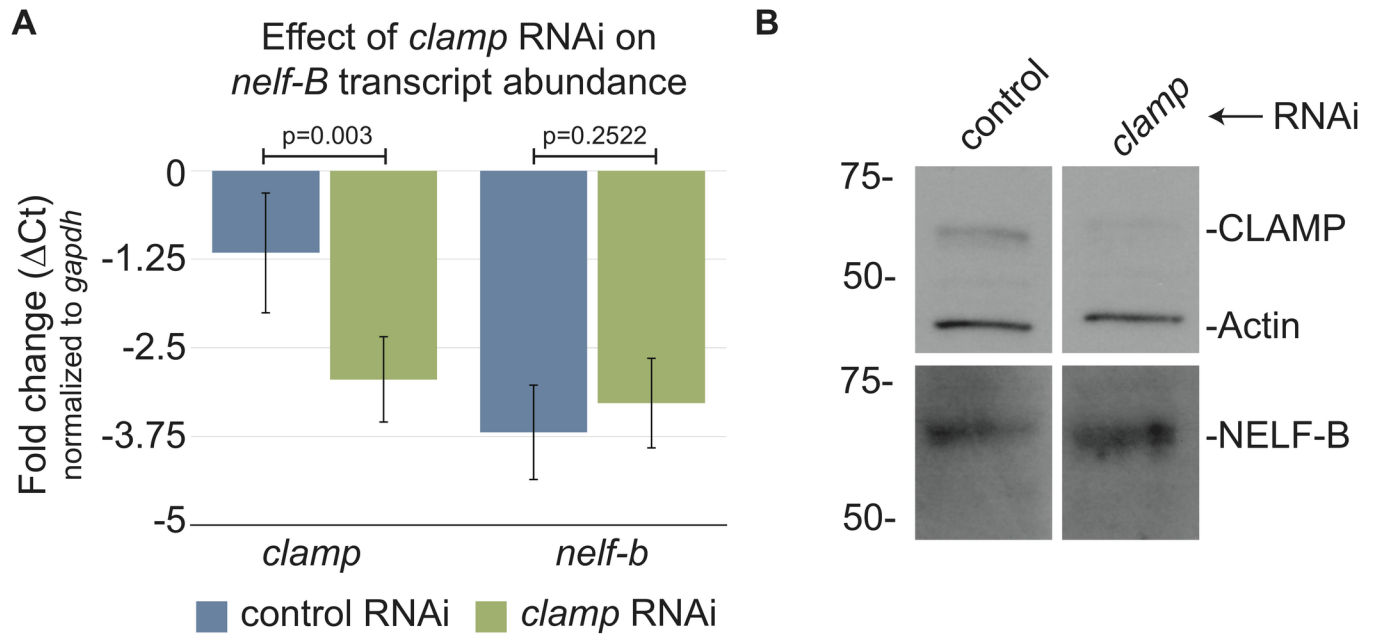 A
Effect of clamp RNAi on
nelf-B transcript abundance
p=0.003
p=0.2522
Fold change (ΔCt)
normalized to gapdh
0
-1.25
-2.5
-3.75
-5
clamp
nelf-b
control RNAi
clamp RNAi
B
control
clamp
RNAi
75-
-CLAMP
50-
-Actin
75-
-NELF-B
50-